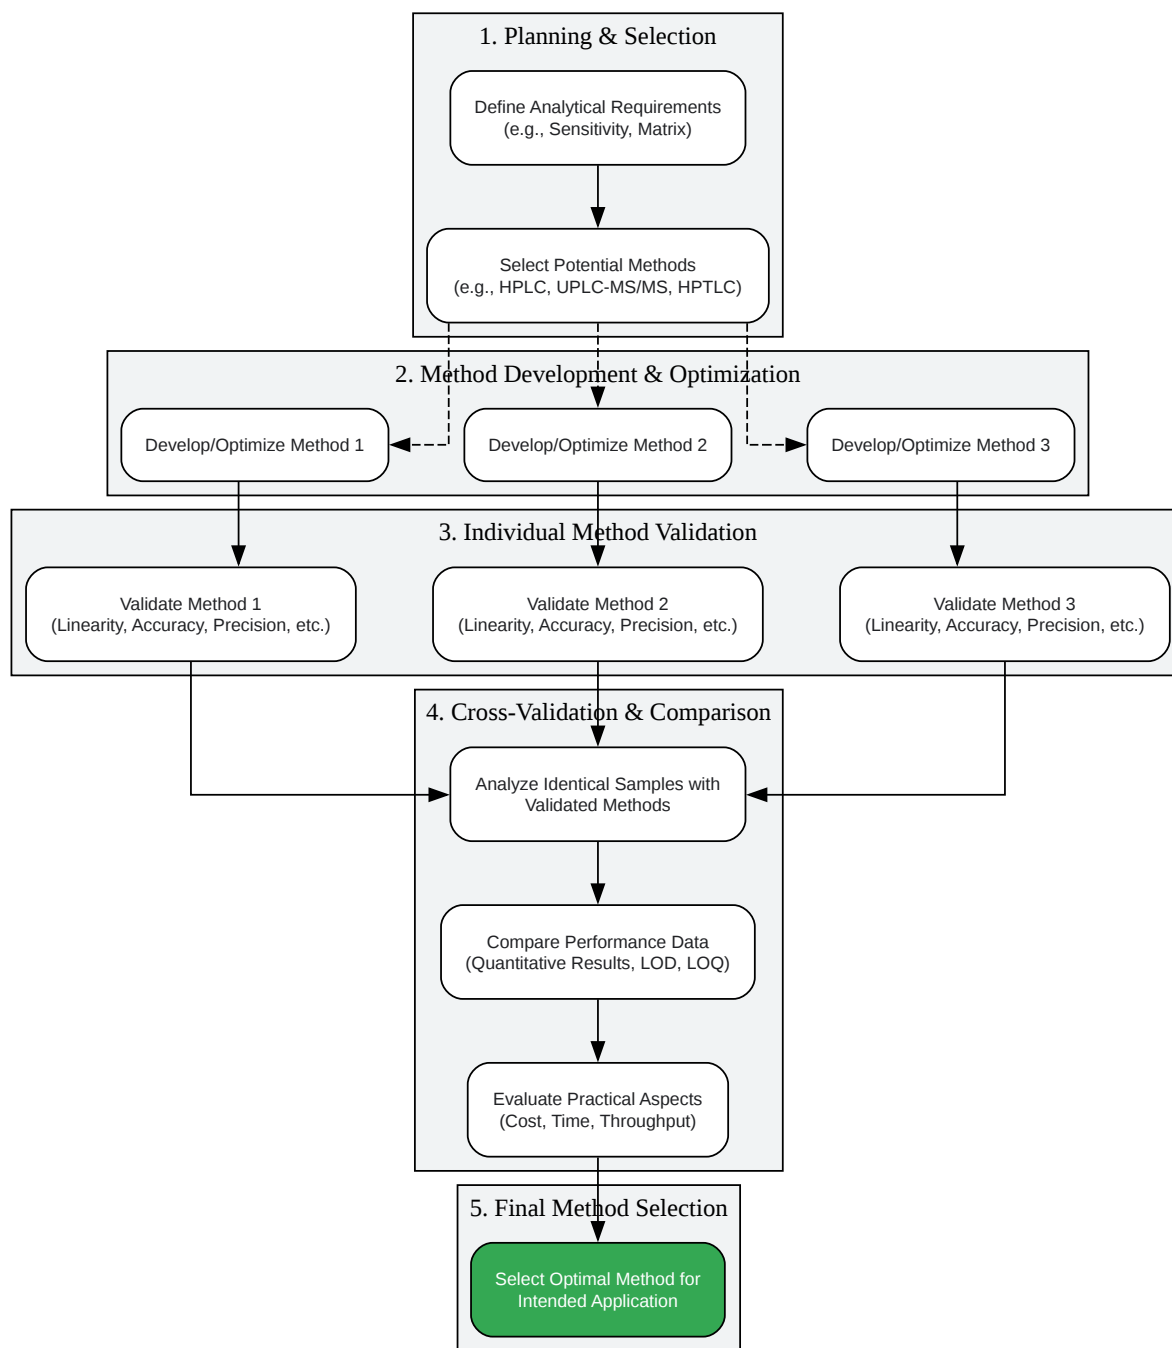 1. Planning & Selection
Define Analytical Requirements
(e.g., Sensitivity, Matrix)
Select Potential Methods
(e.g., HPLC, UPLC-MS/MS, HPTLC)
2. Method Development & Optimization
Develop/Optimize Method 1
Develop/Optimize Method 2
Develop/Optimize Method 3
3. Individual Method Validation
Validate Method 1
(Linearity, Accuracy, Precision, etc.)
Validate Method 2
(Linearity, Accuracy, Precision, etc.)
Validate Method 3
(Linearity, Accuracy, Precision, etc.)
4. Cross-Validation & Comparison
Analyze Identical Samples with
Validated Methods
Compare Performance Data
(Quantitative Results, LOD, LOQ)
Evaluate Practical Aspects
(Cost, Time, Throughput)
5. Final Method Selection
Select Optimal Method for
Intended Application